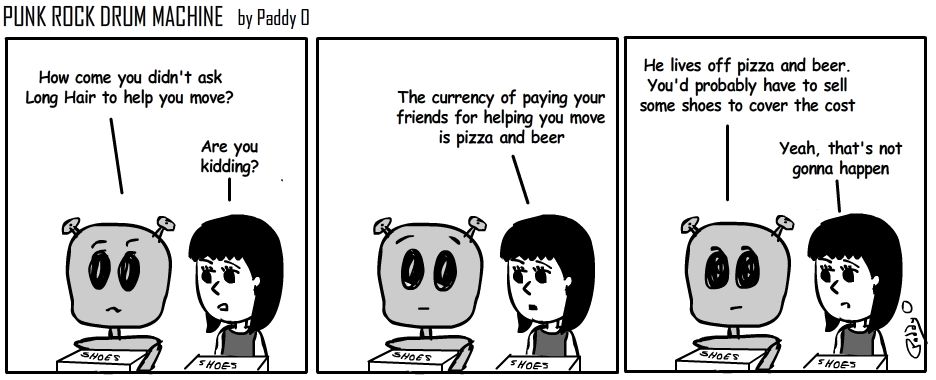 PUNK ROCK DRUM MACHINE by Paddy O
How come you didn't ask
Long Hair to help you move?
Are you
kidding?
SHOES
SHOES
The currency of paying your
friends for helping you move
is pizza and beer
SHOES
SHOES
He lives off pizza and beer.
You'd probably have to sell
some shoes to cover the cost
Yeah, that's not
gonna happen
SHOES
SHOES
Paddy O